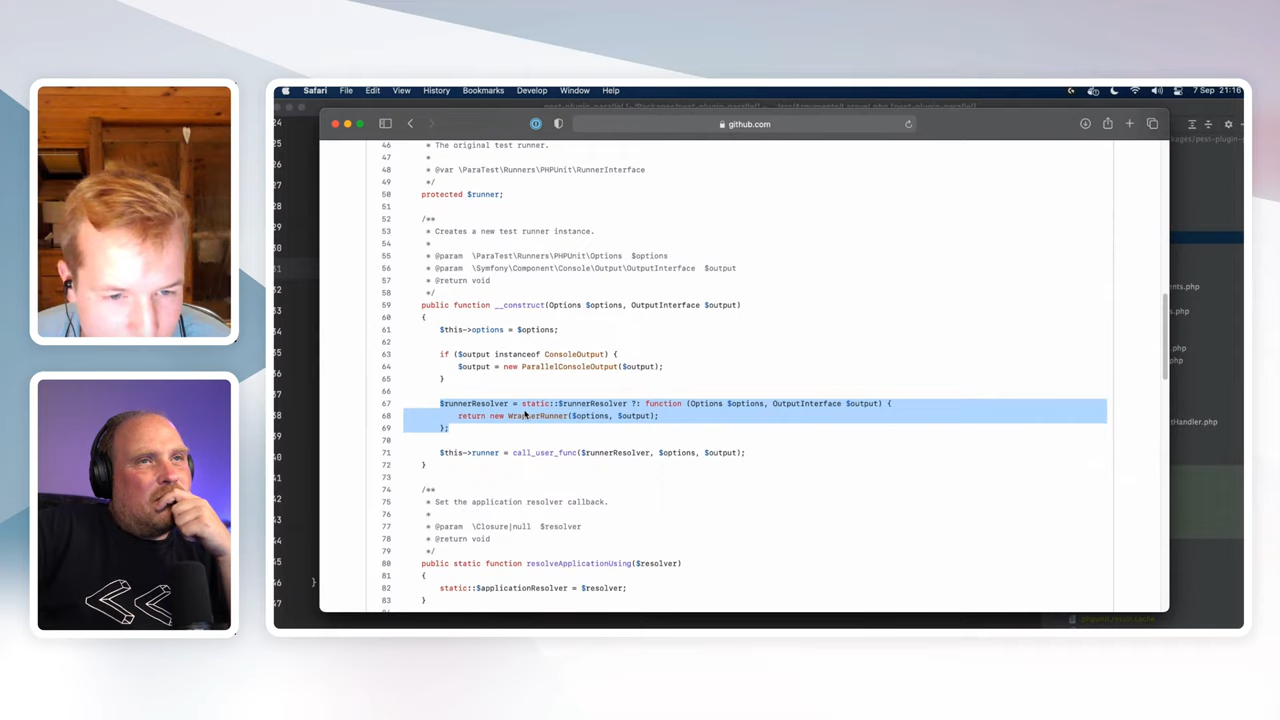 Safari File Edit View History Bookmarks Develop Window Help
7 Sep 21:16
github.com
46 * The original test runner.
47 *
48 * @var \ParaTest\Runners\PHPUnit\RunnerInterface
49 */
50 protected $runner;
51
52 /**
53 * Creates a new test runner instance.
54 *
55 * @param \ParaTest\Runners\PHPUnit\Options $options
56 * @param \Symfony\Component\Console\Output\OutputInterface $output
57 * @return void
58 */
59 public function __construct(Options $options, OutputInterface $output)
60 {
61 $this->options = $options;
62
63 if ($output instanceof ConsoleOutput) {
64 $output = new ParallelConsoleOutput($output);
65 }
66
67 $runnerResolver = static::$runnerResolver ?: function (Options $options, OutputInterface $output) {
68 return new WrapperRunner($options, $output);
69 };
70
71 $this->runner = call_user_func($runnerResolver, $options, $output);
72 }
73
74 /**
75 * Set the application resolver callback.
76 *
77 * @param \Closure|null $resolver
78 * @return void
79 */
80 public static function resolveApplicationUsing($resolver)
81 {
82 static::$applicationResolver = $resolver;
83 }